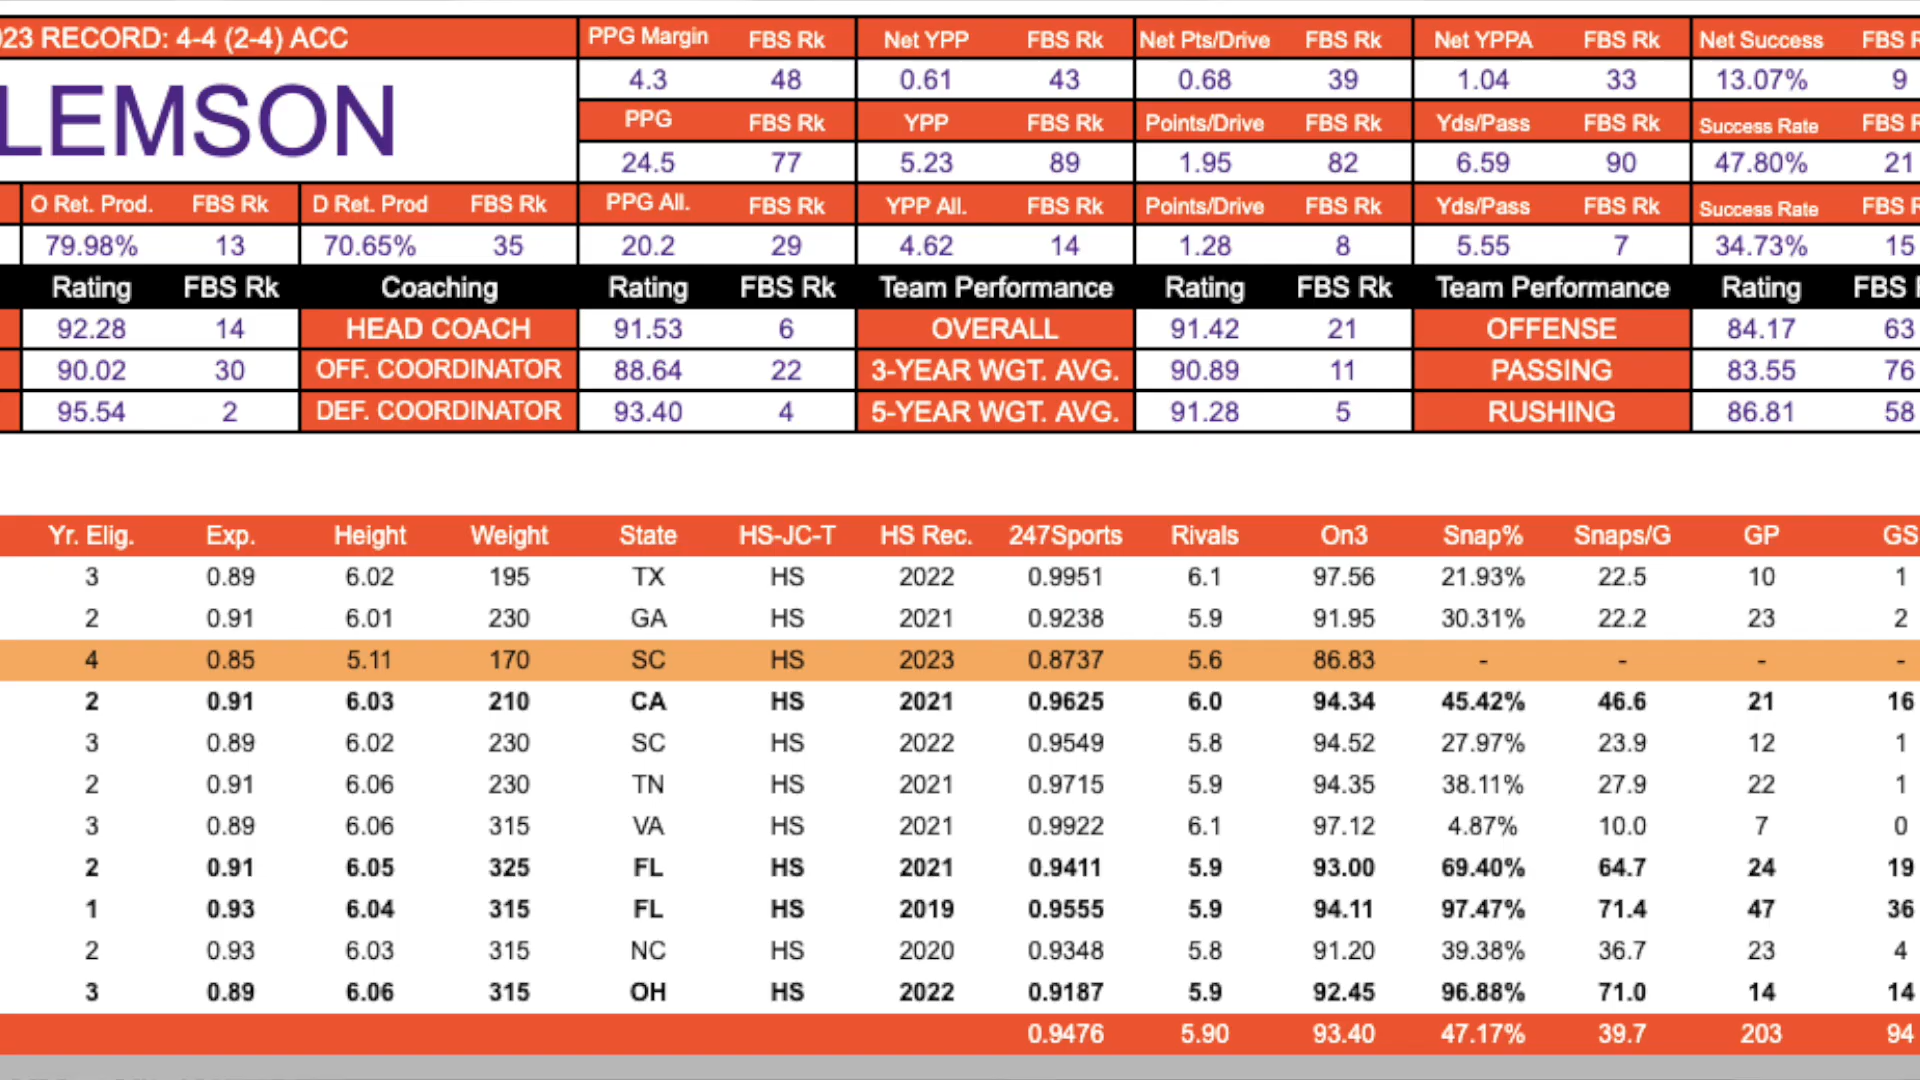 023 RECORD: 4-4 (2-4) ACC PPG Margin FBS Rk Net YPP FBS Rk Net Pts/Drive FBS Rk Net YPPA FBS Rk Net Success FBS R
4.3 48 0.61 43 0.68 39 1.04 33 13.07% 9
LEMSON PPG FBS Rk YPP FBS Rk Points/Drive FBS Rk Yds/Pass FBS Rk Success Rate FBS R
24.5 77 5.23 89 1.95 82 6.59 90 47.80% 21
O Ret. Prod. FBS Rk D Ret. Prod FBS Rk PPG All. FBS Rk YPP All. FBS Rk Points/Drive FBS Rk Yds/Pass FBS Rk Success Rate FBS R
79.98% 13 70.65% 35 20.2 29 4.62 14 1.28 8 5.55 7 34.73% 15
Rating FBS Rk Coaching Rating FBS Rk Team Performance Rating FBS Rk Team Performance Rating FBS R
92.28 14 HEAD COACH 91.53 6 OVERALL 91.42 21 OFFENSE 84.17 63
90.02 30 OFF. COORDINATOR 88.64 22 3-YEAR WGT. AVG. 90.89 11 PASSING 83.55 76
95.54 2 DEF. COORDINATOR 93.40 4 5-YEAR WGT. AVG. 91.28 5 RUSHING 86.81 58
Yr. Elig. Exp. Height Weight State HS-JC-T HS Rec. 247Sports Rivals On3 Snap% Snaps/G GP GS
3 0.89 6.02 195 TX HS 2022 0.9951 6.1 97.56 21.93% 22.5 10 1
2 0.91 6.01 230 GA HS 2021 0.9238 5.9 91.95 30.31% 22.2 23 2
4 0.85 5.11 170 SC HS 2023 0.8737 5.6 86.83 - - - -
2 0.91 6.03 210 CA HS 2021 0.9625 6.0 94.34 45.42% 46.6 21 16
3 0.89 6.02 230 SC HS 2022 0.9549 5.8 94.52 27.97% 23.9 12 1
2 0.91 6.06 230 TN HS 2021 0.9715 5.9 94.35 38.11% 27.9 22 1
3 0.89 6.06 315 VA HS 2021 0.9922 6.1 97.12 4.87% 10.0 7 0
2 0.91 6.05 325 FL HS 2021 0.9411 5.9 93.00 69.40% 64.7 24 19
1 0.93 6.04 315 FL HS 2019 0.9555 5.9 94.11 97.47% 71.4 47 36
2 0.93 6.03 315 NC HS 2020 0.9348 5.8 91.20 39.38% 36.7 23 4
3 0.89 6.06 315 OH HS 2022 0.9187 5.9 92.45 96.88% 71.0 14 14
0.9476 5.90 93.40 47.17% 39.7 203 94